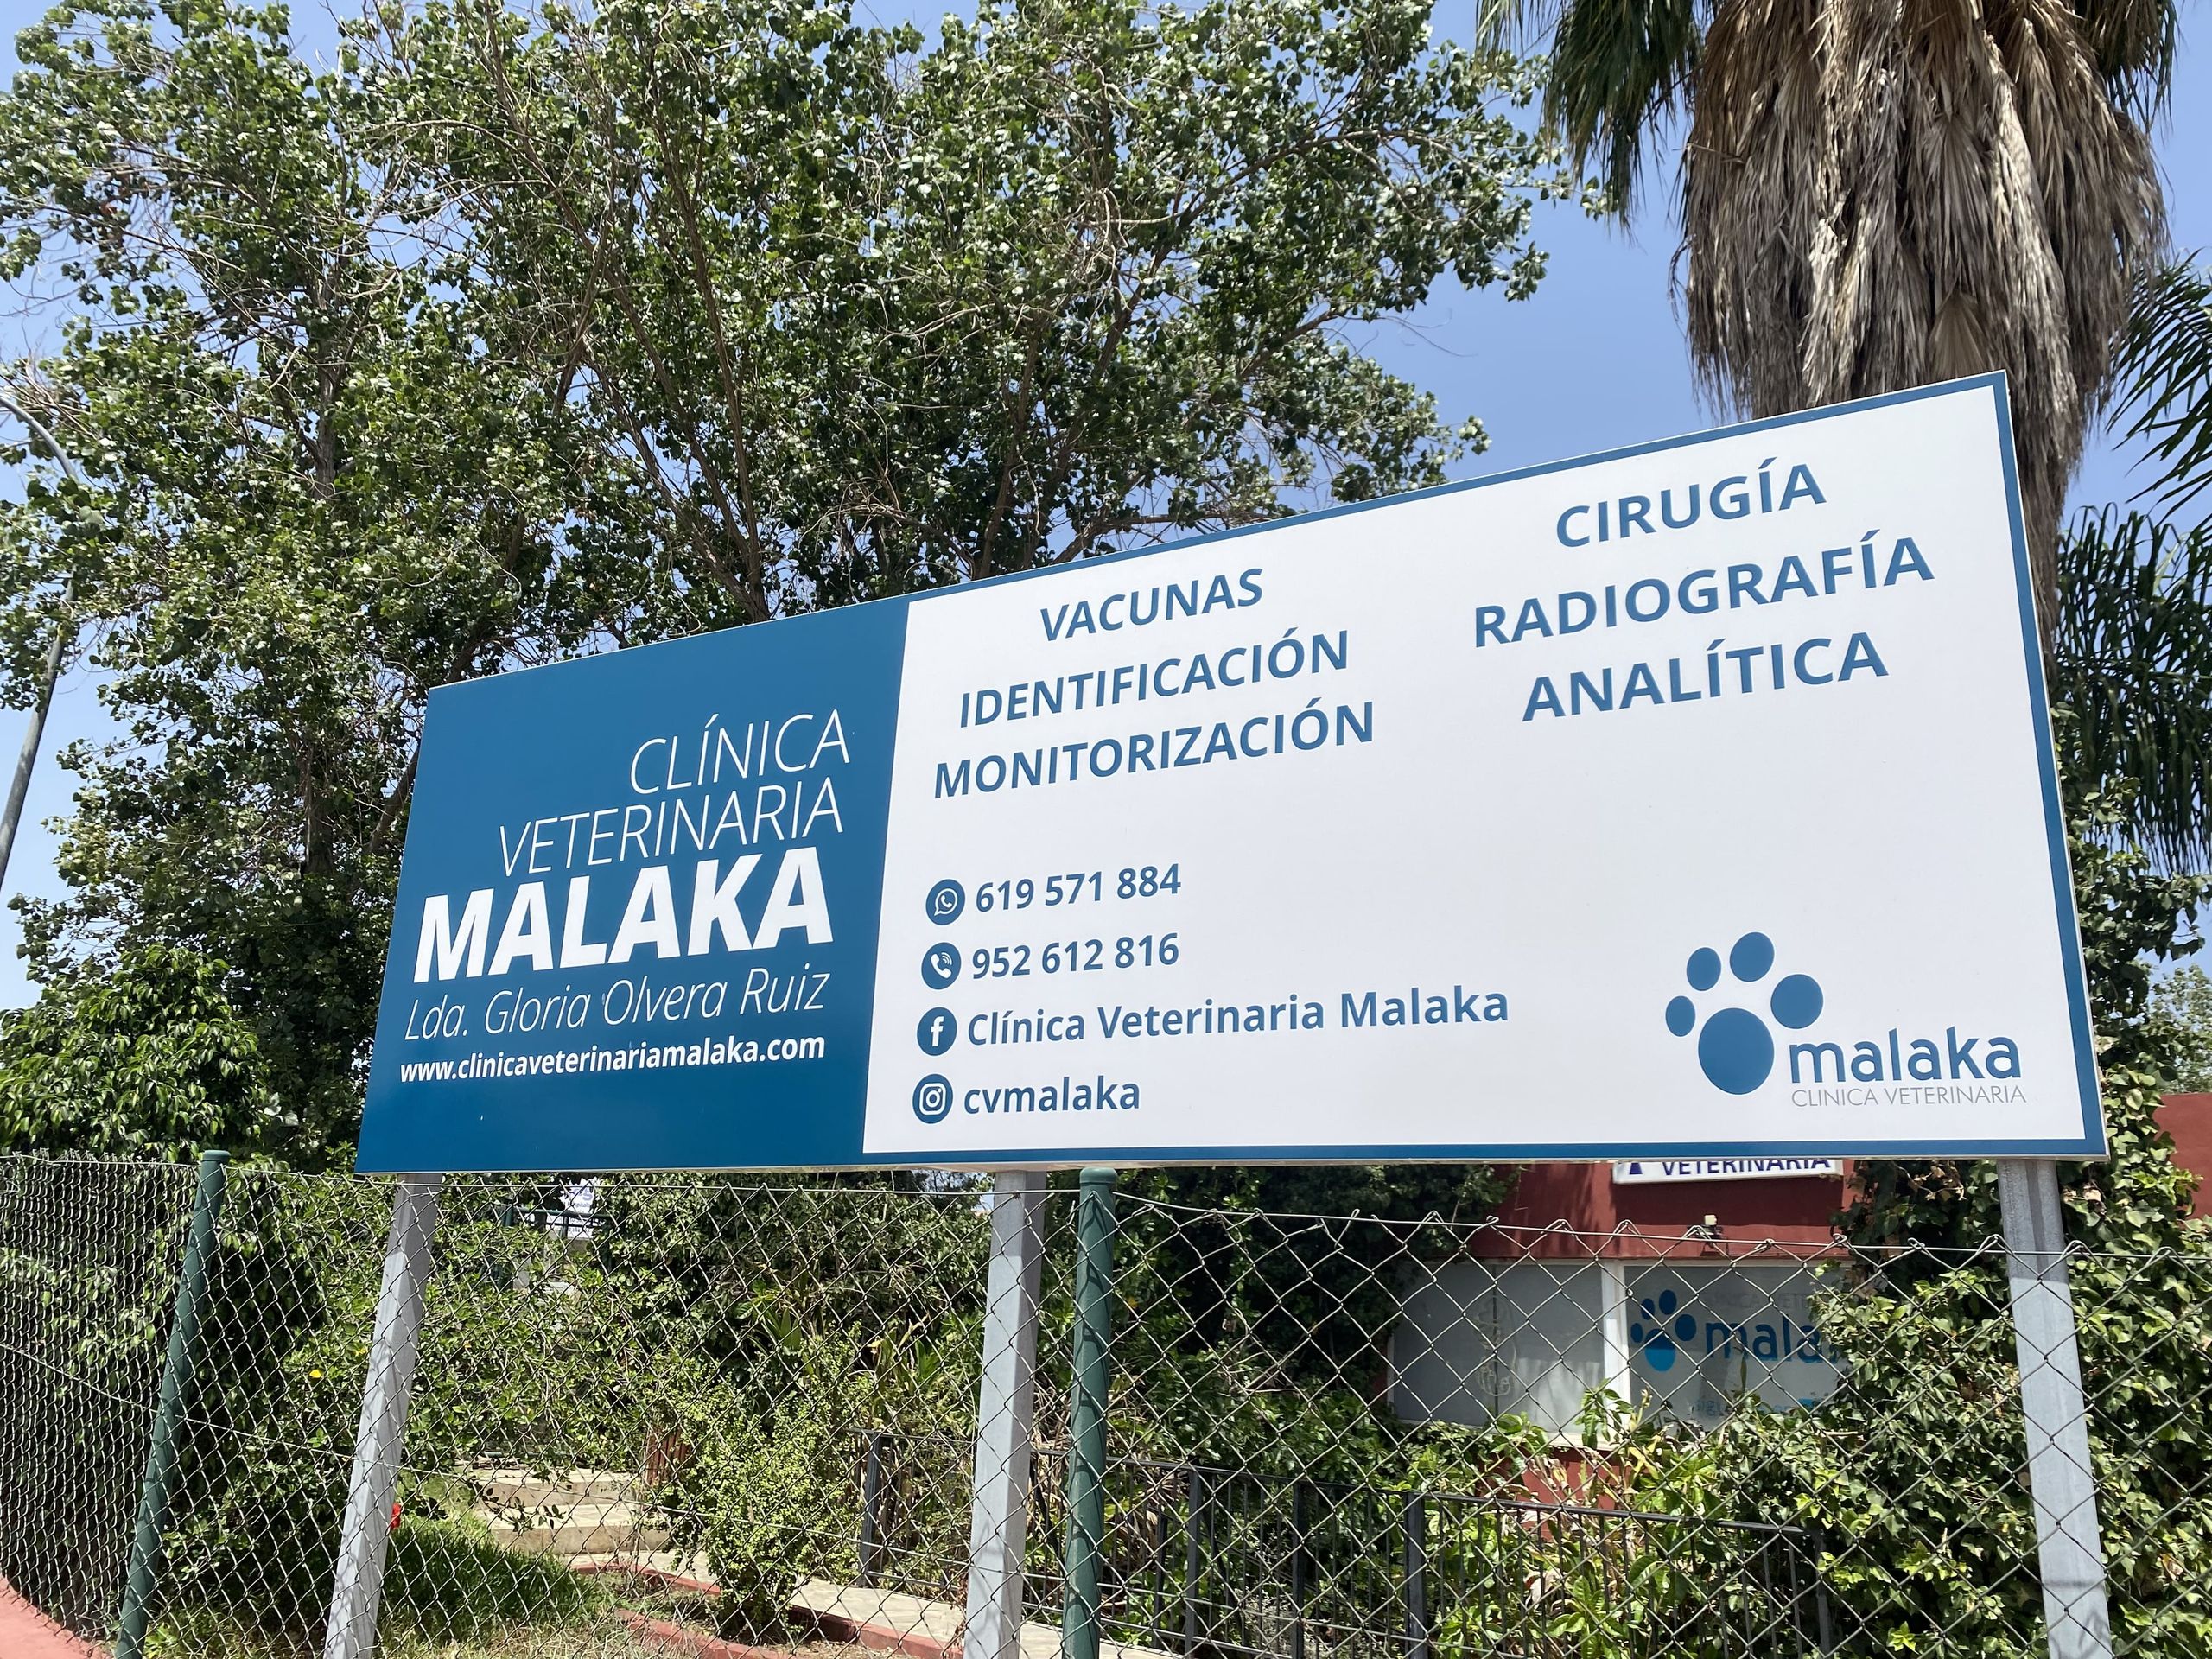 CLÍNICA
VETERINARIA
MALAKA
Lda. Gloria Olvera Ruiz
www.clinicaveterinariamalaka.com
VACUNAS
IDENTIFICACIÓN
MONITORIZACIÓN
CIRUGÍA
RADIOGRAFÍA
ANALÍTICA
619 571 884
952 612 816
Clínica Veterinaria Malaka
cvmalaka
malaka
CLINICA VETERINARIA
VETERINARIA